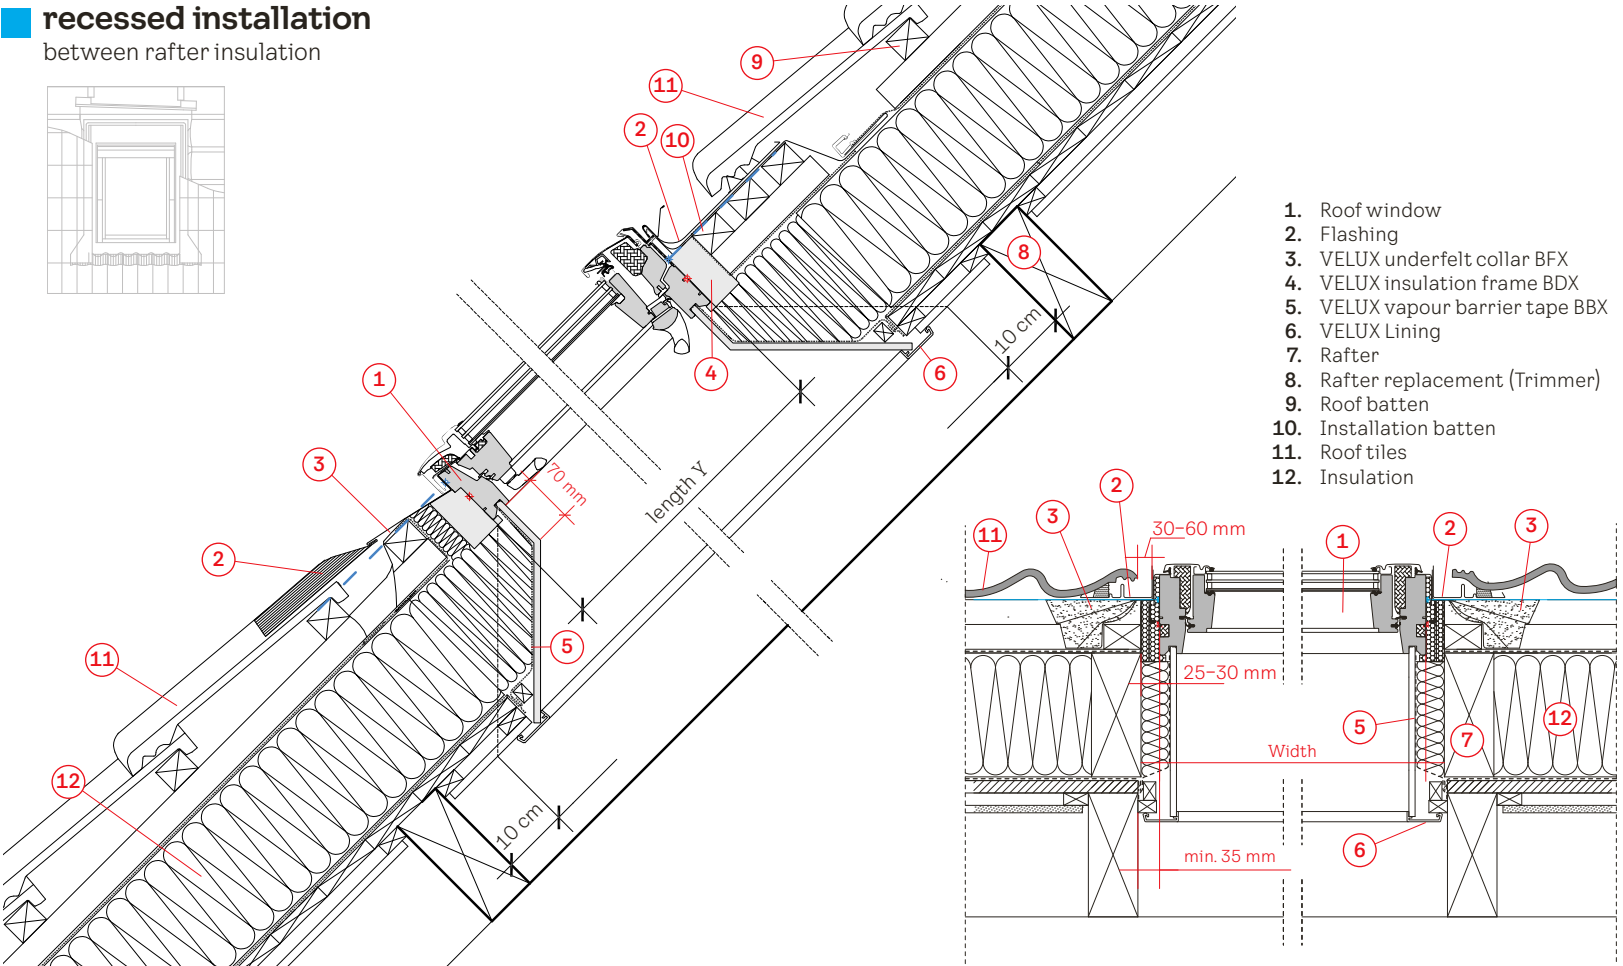 recessed installation
between rafter insulation
9
11
2
10
8
10 cm
4
6
1
3
70 mm
length Y
2
5
11
12
10 cm
1. Roof window
2. Flashing
3. VELUX underfelt collar BFX
4. VELUX insulation frame BDX
5. VELUX vapour barrier tape BBX
6. VELUX Lining
7. Rafter
8. Rafter replacement (Trimmer)
9. Roof batten
10. Installation batten
11. Roof tiles
12. Insulation
2
3
30–60 mm
11
1
2
3
25–30 mm
5
7
12
Width
min. 35 mm
6